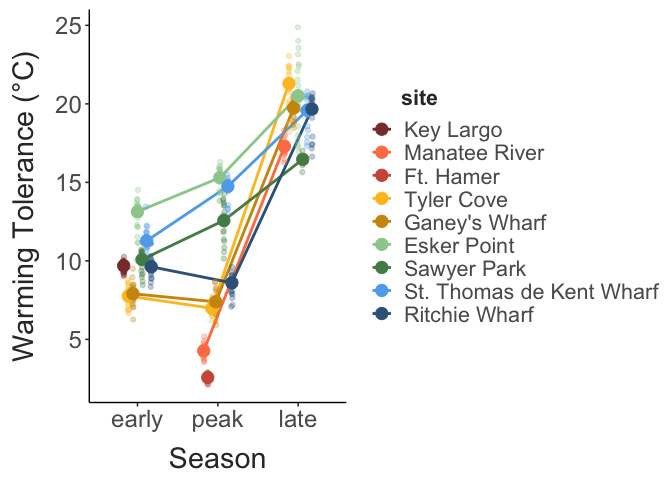 Warming Tolerance (°C)
25
20
15
10
5
early peak late
Season
site
Key Largo
Manatee River
Ft. Hamer
Tyler Cove
Ganey's Wharf
Esker Point
Sawyer Park
St. Thomas de Kent Wharf
Ritchie Wharf